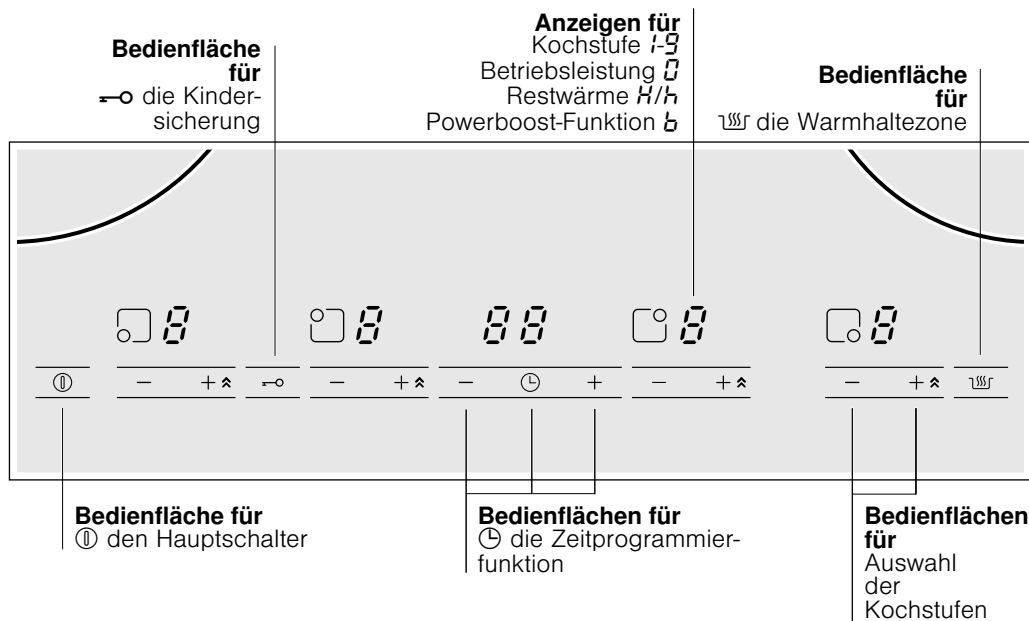 Bedienfläche
für
die Kinder-
sicherung
Anzeigen für
Kochstufe 1-9
Betriebsleistung 0
Restwärme H/h
Powerboost-Funktion b
Bedienfläche
für
die Warmhaltezone
8 8 88 8 8
− + − + − + − + − +
Bedienfläche für
den Hauptschalter
Bedienflächen für
die Zeitprogrammier-
funktion
Bedienflächen
für
Auswahl
der
Kochstufen